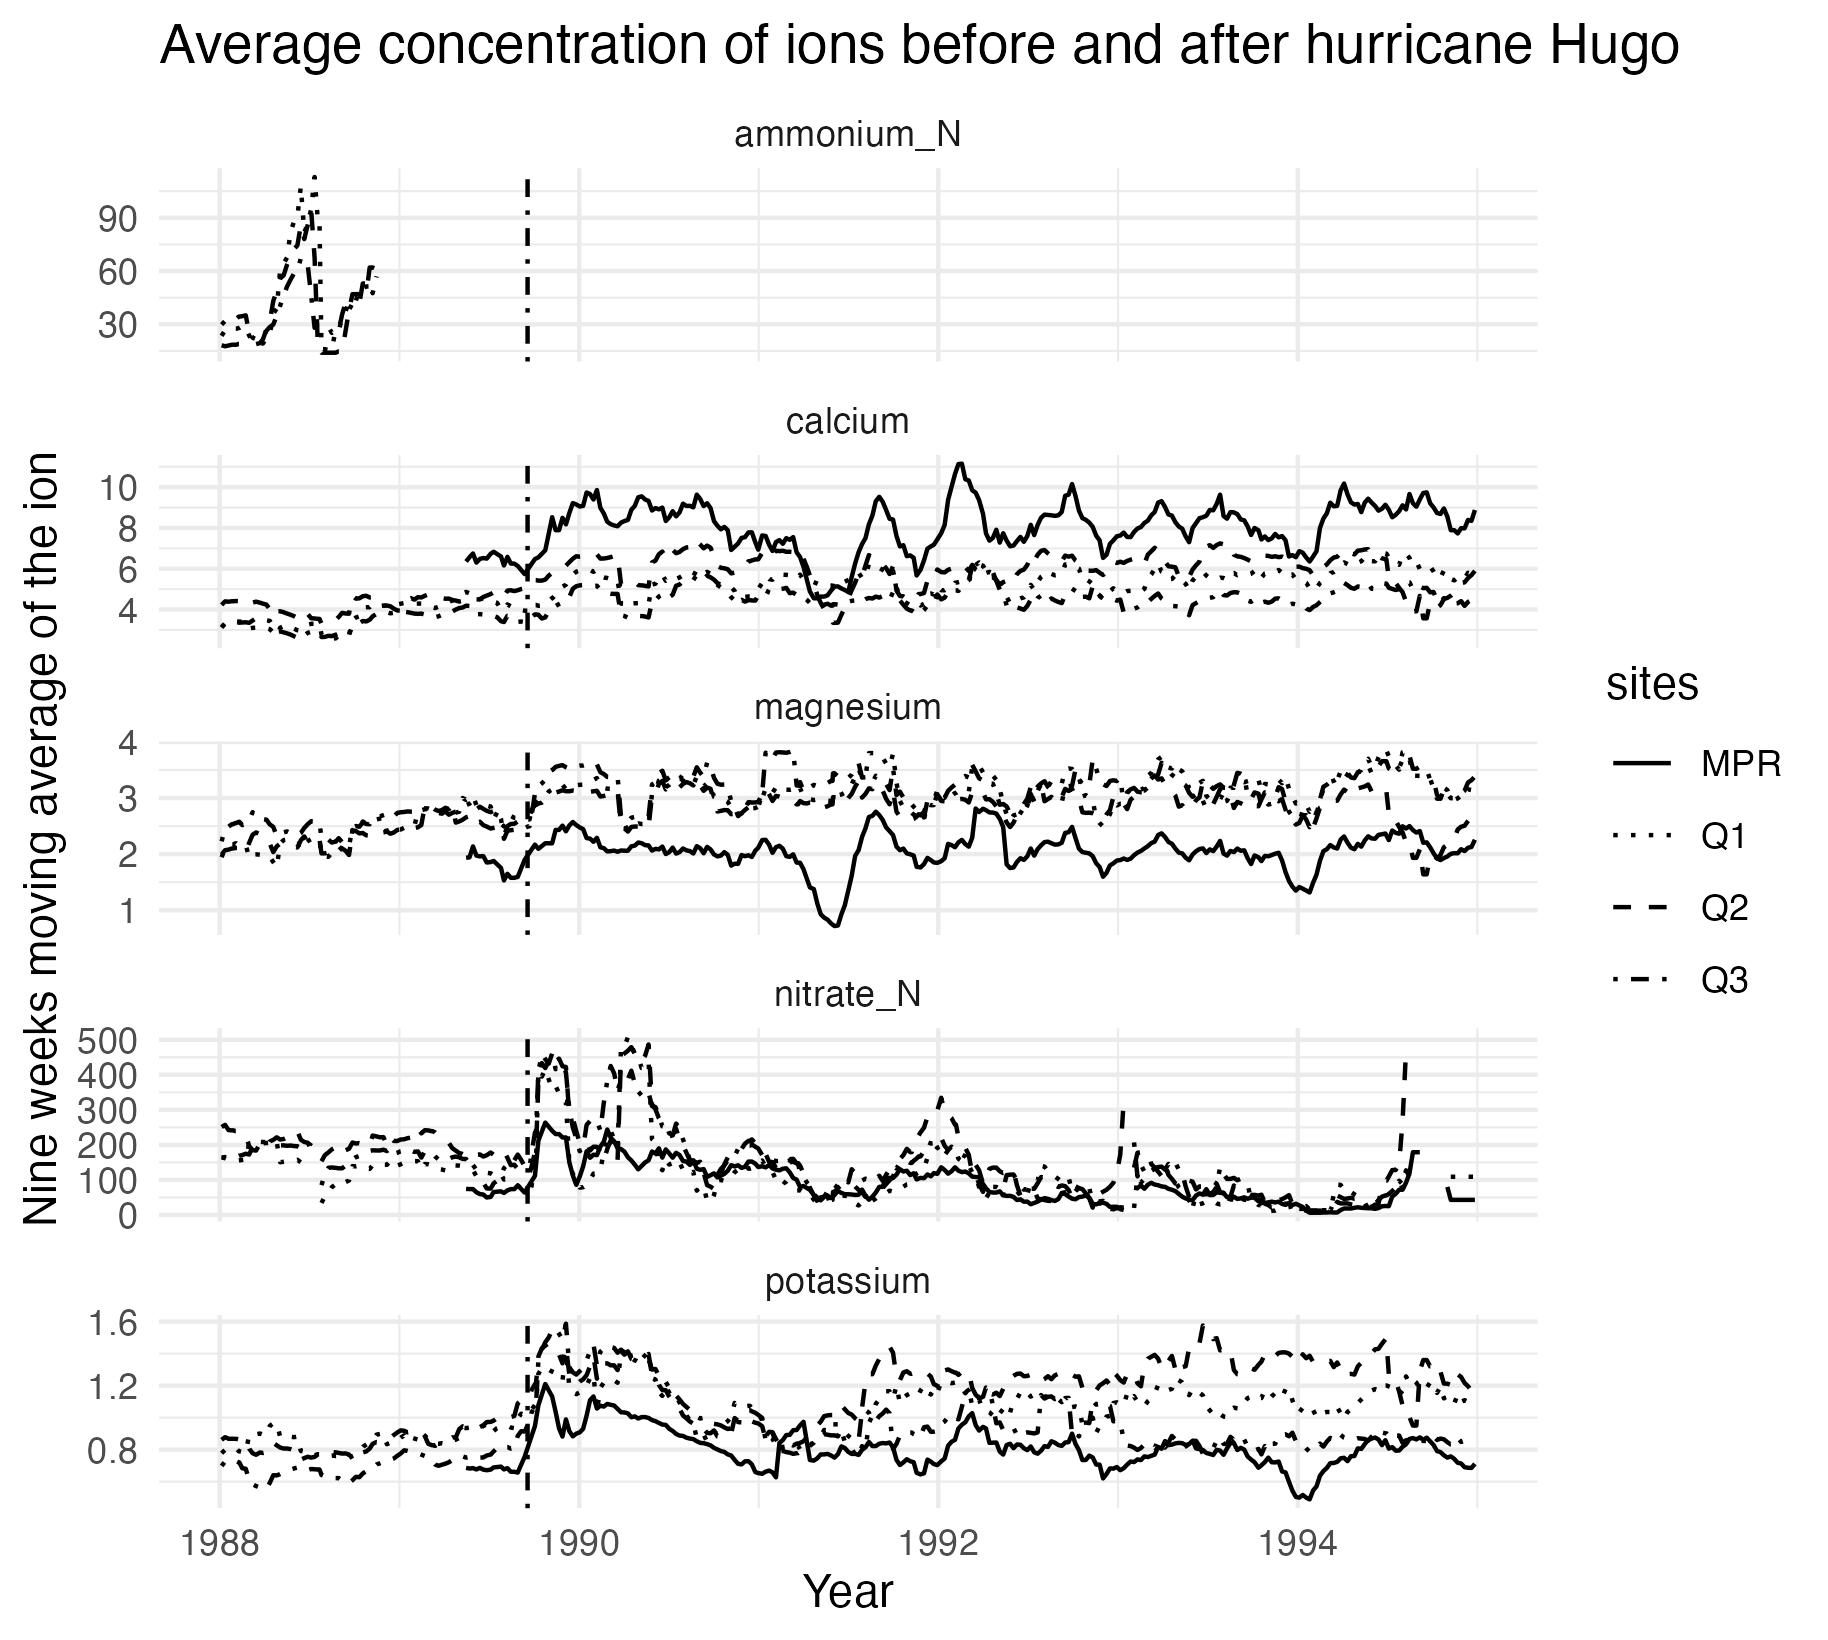 Average concentration of ions before and after hurricane Hugo
ammonium_N
90
60
30
calcium
10
8
6
4
magnesium
4
3
2
1
nitrate_N
500
400
300
200
100
0
potassium
1.6
1.2
0.8
1988
1990
1992
1994
Year
Nine weeks moving average of the ion
sites
MPR
Q1
Q2
Q3